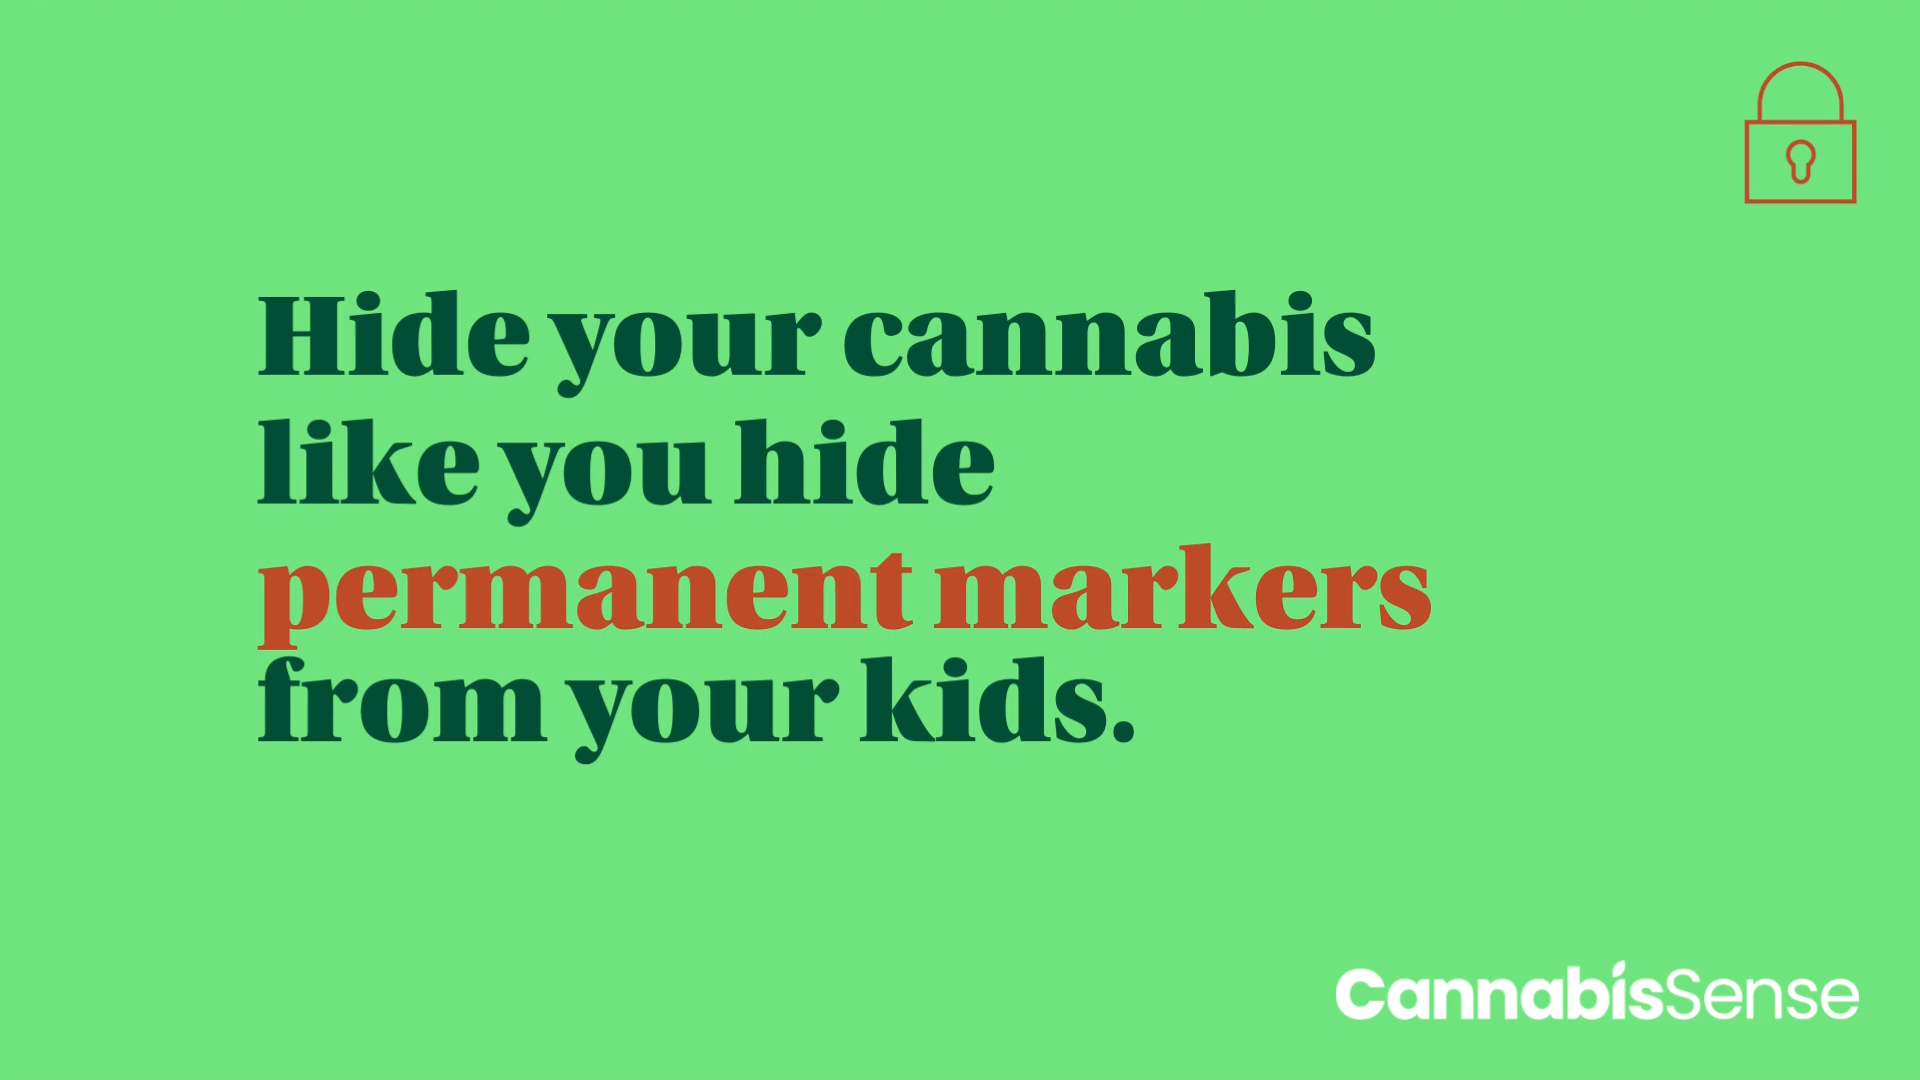 Hide your cannabis
like you hide
permanent markers
from your kids.
CannabisSense